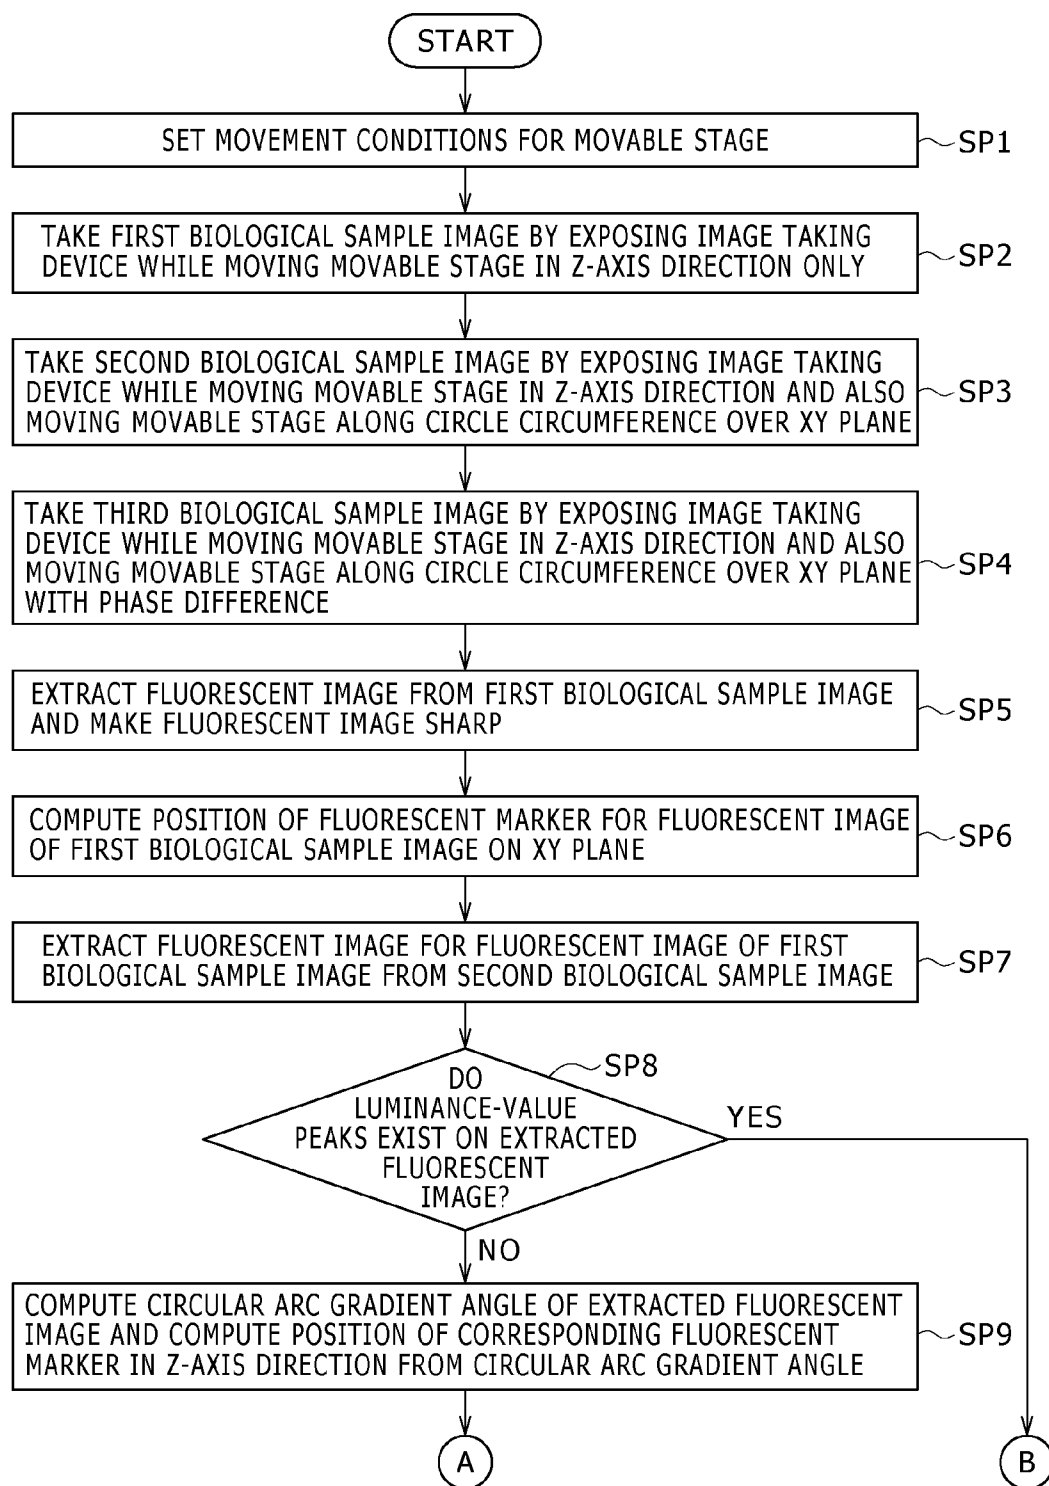 START
SET MOVEMENT CONDITIONS FOR MOVABLE STAGE
SP1
TAKE FIRST BIOLOGICAL SAMPLE IMAGE BY EXPOSING IMAGE TAKING
DEVICE WHILE MOVING MOVABLE STAGE IN Z-AXIS DIRECTION ONLY
SP2
TAKE SECOND BIOLOGICAL SAMPLE IMAGE BY EXPOSING IMAGE TAKING
DEVICE WHILE MOVING MOVABLE STAGE IN Z-AXIS DIRECTION AND ALSO
MOVING MOVABLE STAGE ALONG CIRCLE CIRCUMFERENCE OVER XY PLANE
SP3
TAKE THIRD BIOLOGICAL SAMPLE IMAGE BY EXPOSING IMAGE TAKING
DEVICE WHILE MOVING MOVABLE STAGE IN Z-AXIS DIRECTION AND ALSO
MOVING MOVABLE STAGE ALONG CIRCLE CIRCUMFERENCE OVER XY PLANE
WITH PHASE DIFFERENCE
SP4
EXTRACT FLUORESCENT IMAGE FROM FIRST BIOLOGICAL SAMPLE IMAGE
AND MAKE FLUORESCENT IMAGE SHARP
SP5
COMPUTE POSITION OF FLUORESCENT MARKER FOR FLUORESCENT IMAGE
OF FIRST BIOLOGICAL SAMPLE IMAGE ON XY PLANE
SP6
EXTRACT FLUORESCENT IMAGE FOR FLUORESCENT IMAGE OF FIRST
BIOLOGICAL SAMPLE IMAGE FROM SECOND BIOLOGICAL SAMPLE IMAGE
SP7
SP8
DO
LUMINANCE-VALUE
PEAKS EXIST ON EXTRACTED
FLUORESCENT
IMAGE?
YES
NO
COMPUTE CIRCULAR ARC GRADIENT ANGLE OF EXTRACTED FLUORESCENT
IMAGE AND COMPUTE POSITION OF CORRESPONDING FLUORESCENT
MARKER IN Z-AXIS DIRECTION FROM CIRCULAR ARC GRADIENT ANGLE
SP9
A
B